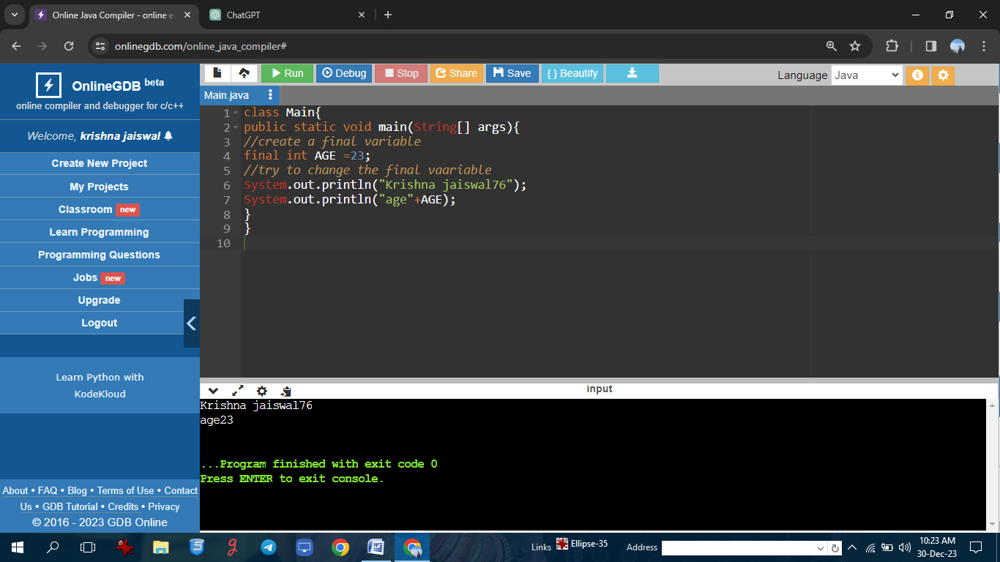 Online Java Compiler - online e
ChatGPT
onlinegdb.com/online_java_compiler#
OnlineGDB beta
online compiler and debugger for c/c++
Welcome, krishna jaiswal
Create New Project
My Projects
Classroom new
Learn Programming
Programming Questions
Jobs new
Upgrade
Logout
Learn Python with
KodeKloud
About • FAQ • Blog • Terms of Use • Contact
Us • GDB Tutorial • Credits • Privacy
© 2016 - 2023 GDB Online
Run Debug Stop Share Save { } Beautify
Language Java
Main.java
1 class Main{
2 public static void main(String[] args){
3 //create a final variable
4 final int AGE =23;
5 //try to change the final vaariable
6 System.out.println("Krishna jaiswal76");
7 System.out.println("age"+AGE);
8 }
9 }
10
input
Krishna jaiswal76
age23
...Program finished with exit code 0
Press ENTER to exit console.
Links Ellipse-35 Address
10:23 AM
30-Dec-23